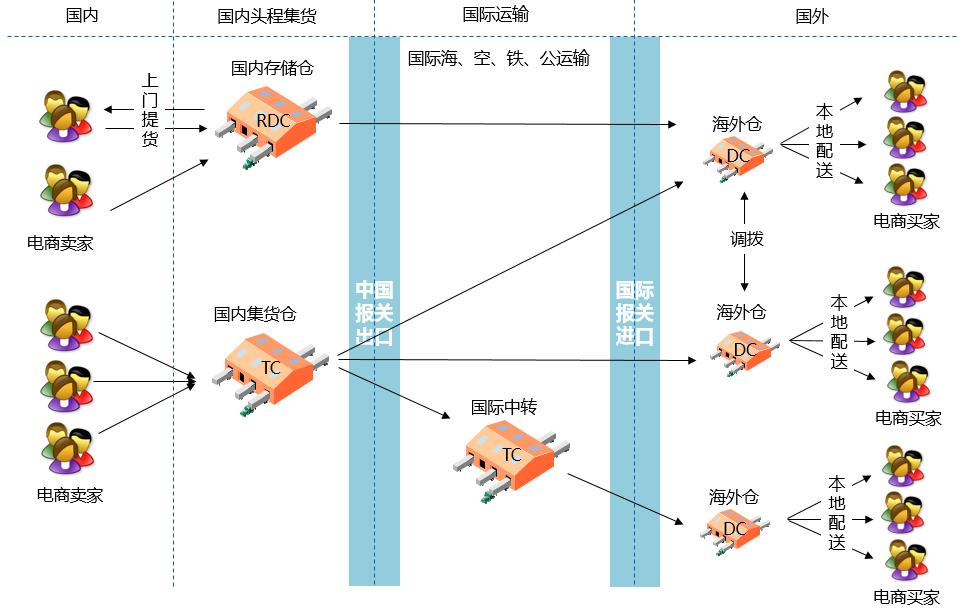 国内
国内头程集货
国际运输
国外
国际海、空、铁、公运输
国内存储仓
上门提货
RDC
海外仓
DC
本地配送
电商卖家
电商买家
调拨
中国报关出口
国际报关进口
国内集货仓
TC
海外仓
DC
本地配送
电商买家
国际中转
TC
电商卖家
海外仓
DC
本地配送
电商买家